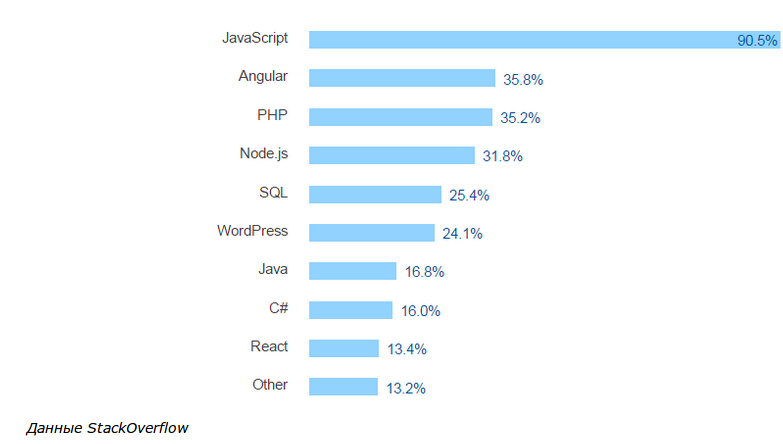 JavaScript 90.5%
Angular 35.8%
PHP 35.2%
Node.js 31.8%
SQL 25.4%
WordPress 24.1%
Java 16.8%
C# 16.0%
React 13.4%
Other 13.2%
Данные StackOverflow